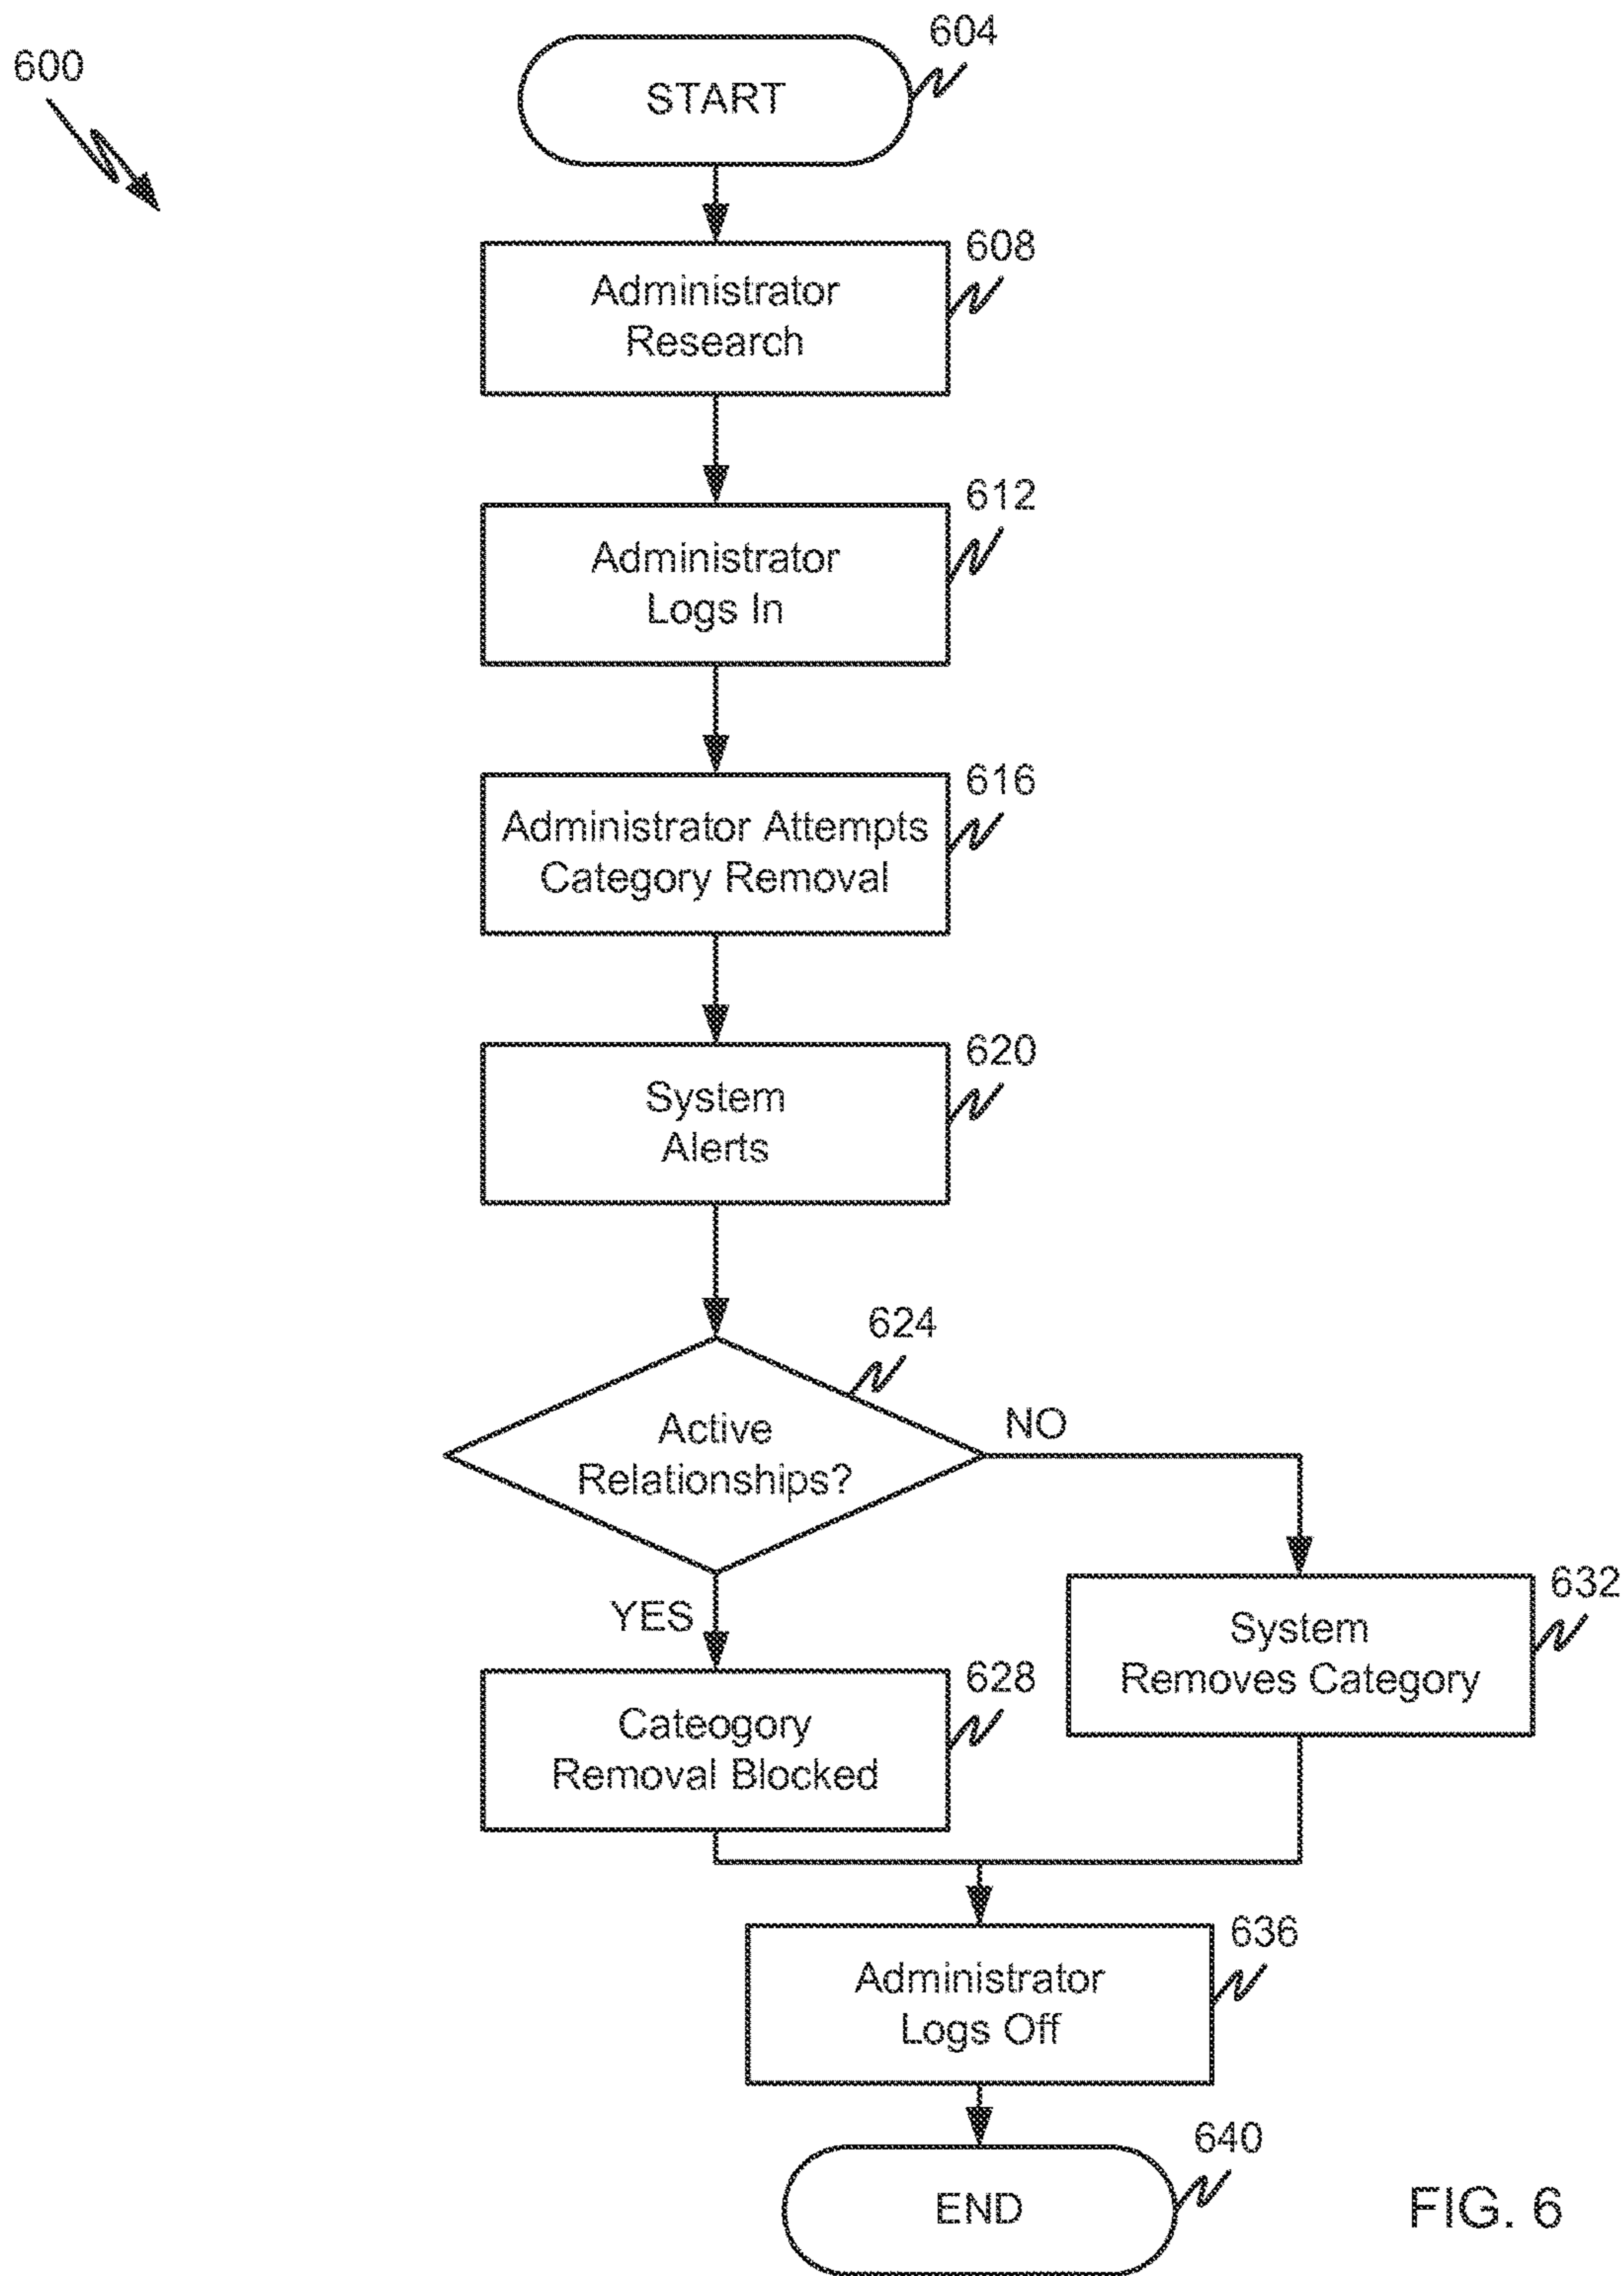 600
START
604
Administrator
Research
608
Administrator
Logs In
612
Administrator Attempts
Category Removal
616
System
Alerts
620
Active
Relationships?
624
NO
YES
Cateogory
Removal Blocked
628
System
Removes Category
632
Administrator
Logs Off
636
END
640
FIG. 6